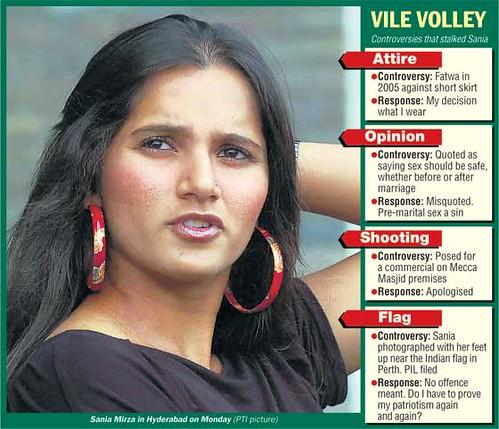 VILE VOLLEY
Controversies that stalked Sania
Attire
●Controversy: Fatwa in
2005 against short skirt
●Response: My decision
what I wear
Opinion
●Controversy: Quoted as
saying sex should be safe,
whether before or after
marriage
●Response: Misquoted.
Pre-marital sex a sin
Shooting
●Controversy: Posed for
a commercial on Mecca
Masjid premises
●Response: Apologised
Flag
●Controversy: Sania
photographed with her feet
up near the Indian flag in
Perth. PIL filed
●Response: No offence
meant. Do I have to prove
my patriotism again
and again?
Sania Mirza in Hyderabad on Monday (PTI picture)